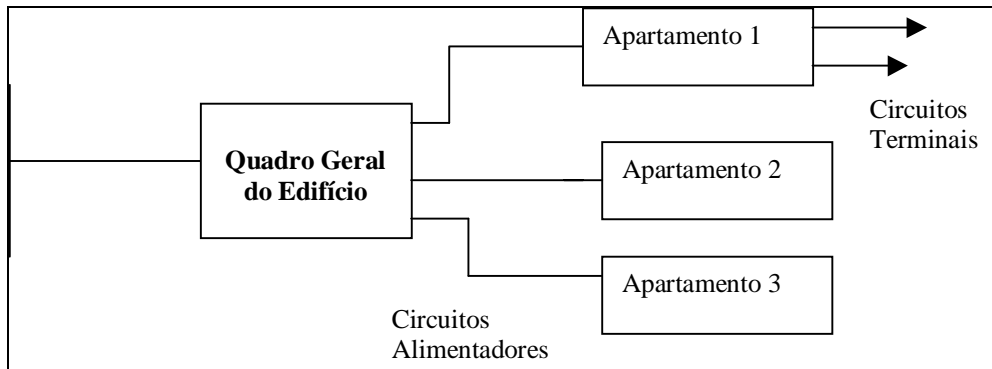 Apartamento 1
Circuitos
Terminais
Quadro Geral
do Edifício
Apartamento 2
Apartamento 3
Circuitos
Alimentadores